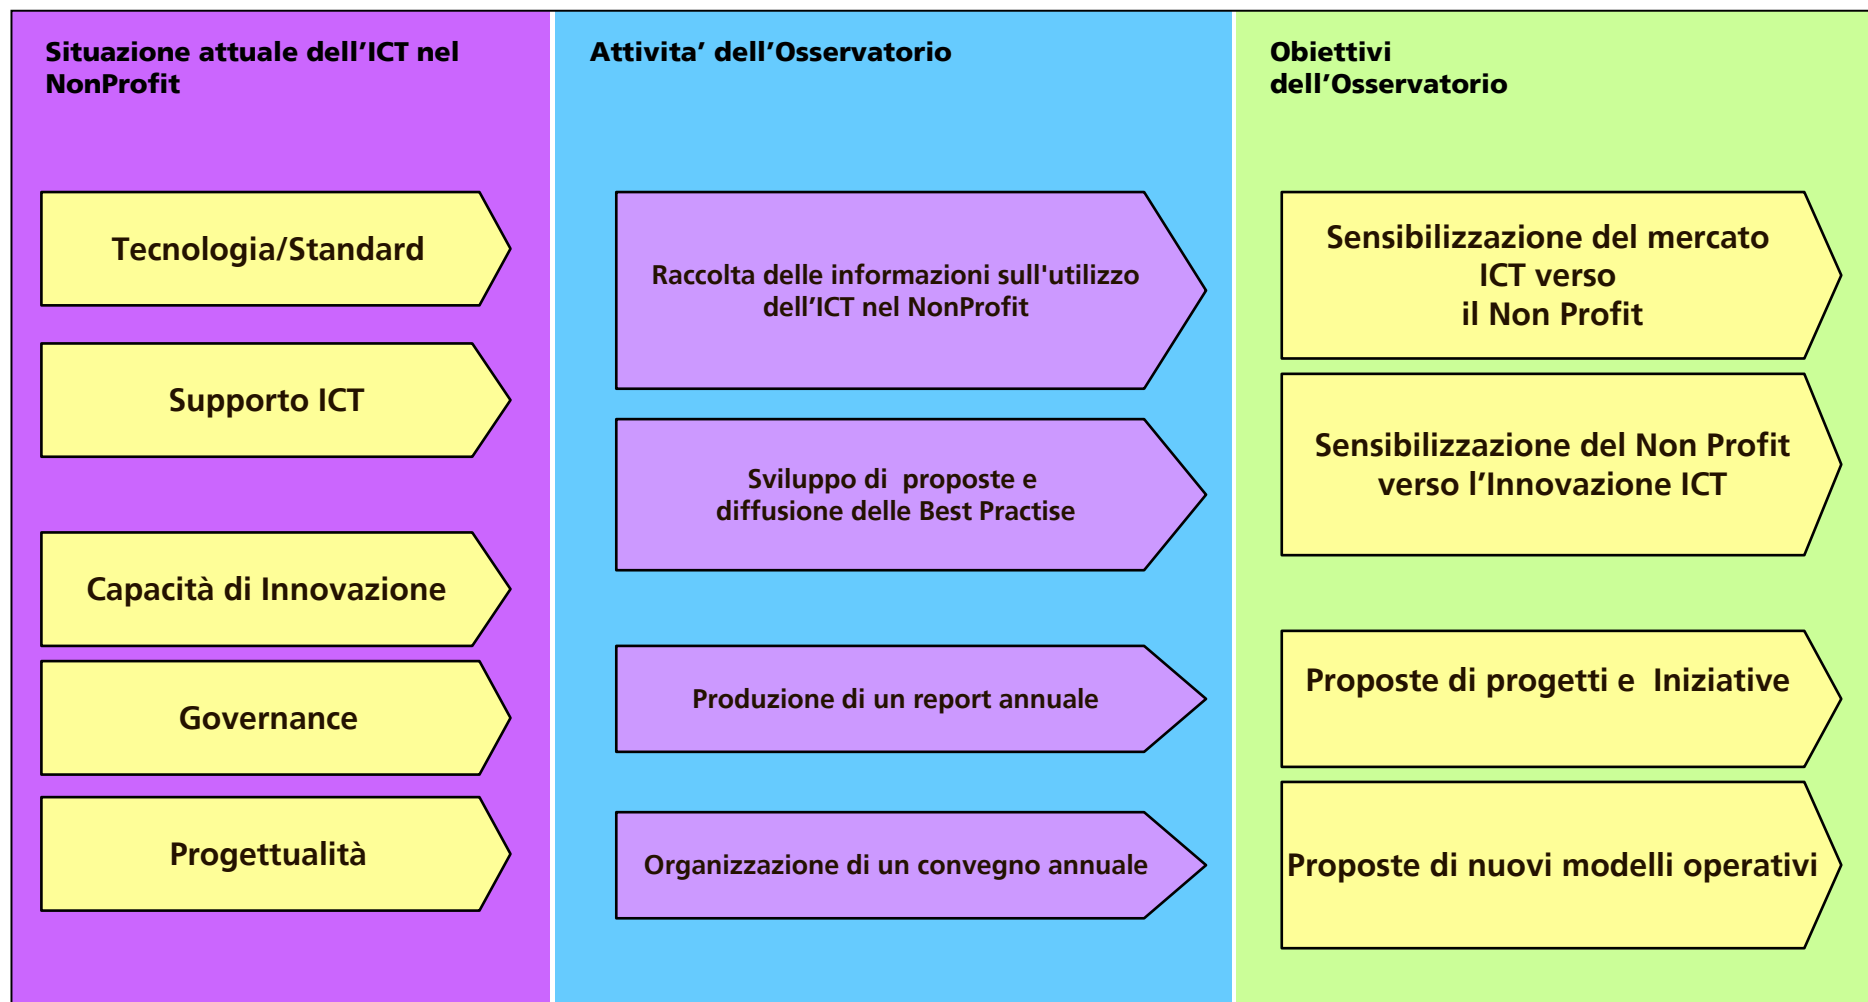 Situazione attuale dell’ICT nel
NonProfit
Tecnologia/Standard
Supporto ICT
Capacità di Innovazione
Governance
Progettualità
Attivita’ dell’Osservatorio
Raccolta delle informazioni sull'utilizzo
dell’ICT nel NonProfit
Sviluppo di  proposte e
diffusione delle Best Practise
Produzione di un report annuale
Organizzazione di un convegno annuale
Obiettivi
dell’Osservatorio
Sensibilizzazione del mercato
ICT verso
il Non Profit
Sensibilizzazione del Non Profit
verso l’Innovazione ICT
Proposte di progetti e  Iniziative
Proposte di nuovi modelli operativi